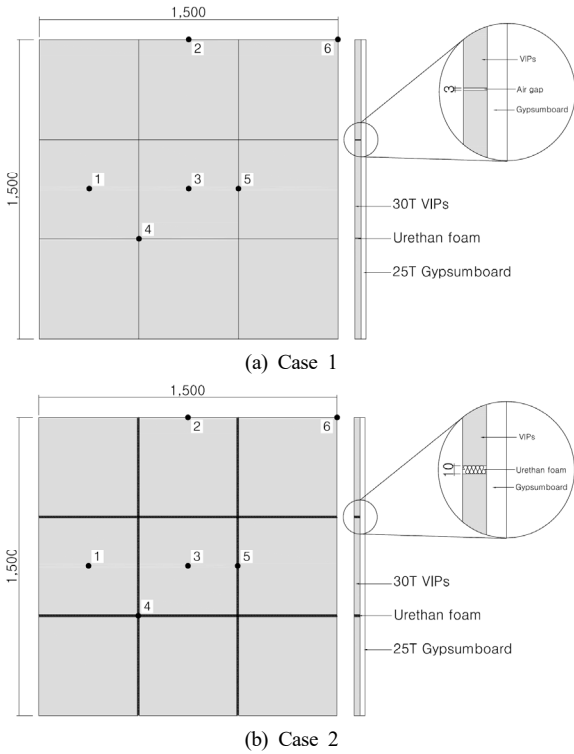 1,500
2
6
1
3
5
4
1,500
3
VIPs
Air gap
Gypsumboard
30T VIPs
Urethan foam
25T Gypsumboard
(a) Case 1
1,500
2
6
1
3
5
4
1,500
10
VIPs
Urethan foam
Gypsumboard
30T VIPs
Urethan foam
25T Gypsumboard
(b) Case 2